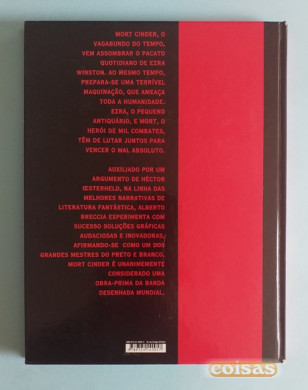 MORT CINDER, O
VAGABUNDO DO TEMPO,
VEM ASSOMBRAR O PACATO
QUOTIDIANO DE EZRA
WINSTON. AO MESMO TEMPO,
PREPARA-SE UMA TERRÍVEL
MAQUINAÇÃO, QUE AMEAÇA
TODA A HUMANIDADE.
EZRA, O PEQUENO
ANTIQUÁRIO, E MORT, O
HERÓI DE MIL COMBATES,
TÊM DE LUTAR JUNTOS PARA
VENCER O MAL ABSOLUTO.
AUXILIADO POR UM
ARGUMENTO DE HÉCTOR
ŒSTERHELD, NA LINHA DAS
MELHORES NARRATIVAS DE
LITERATURA FANTÁSTICA, ALBERTO
BRECCIA EXPERIMENTA COM
SUCESSO SOLUÇÕES GRÁFICAS
AUDACIOSAS E INOVADORAS,
AFIRMANDO-SE COMO UM DOS
GRANDES MESTRES DO PRETO E BRANCO,
MORT CINDER É UNANIMEMENTE
CONSIDERADO UMA
OBRA-PRIMA DA BANDA
DESENHADA MUNDIAL.
coisas